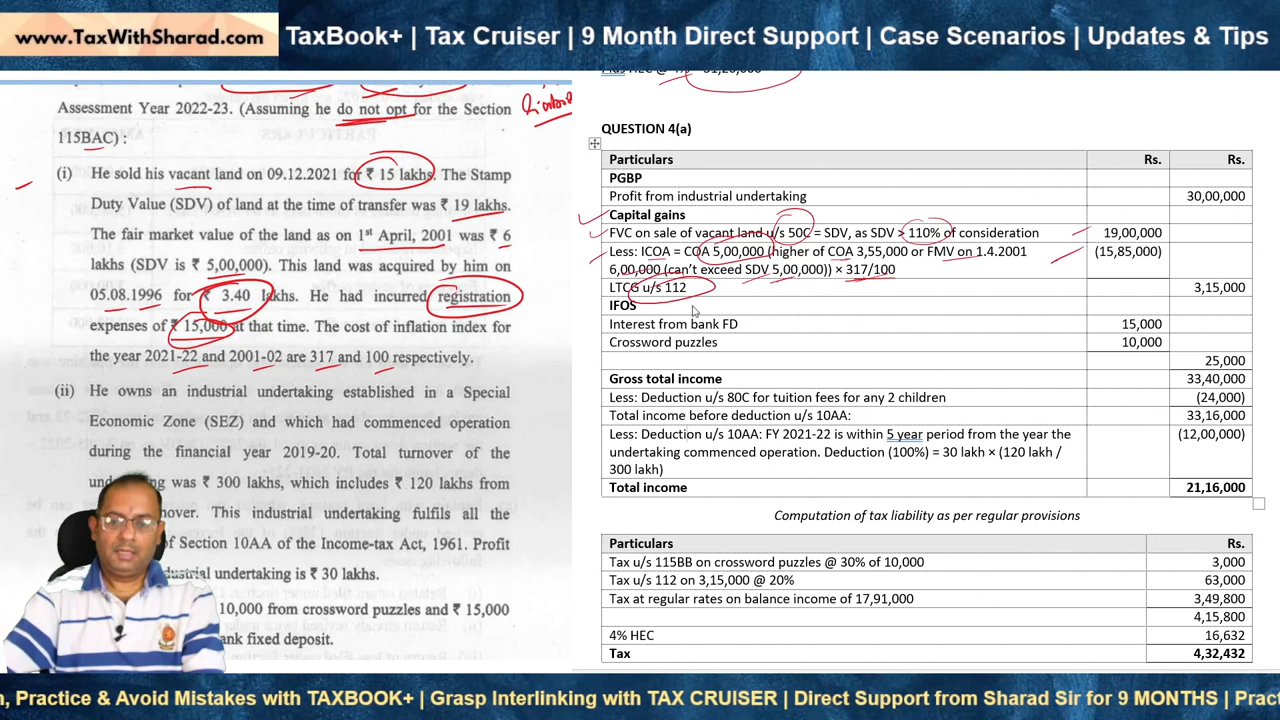 www.TaxWithSharad.com
TaxBook+ | Tax Cruiser | 9 Month Direct Support | Case Scenarios | Updates & Tips
Assessment Year 2022-23. (Assuming he do not opt for the Section
115BAC) :
(i) He sold his vacant land on 09.12.2021 for ₹ 15 lakhs. The Stamp
Duty Value (SDV) of land at the time of transfer was ₹ 19 lakhs.
The fair market value of the land as on 1st April, 2001 was ₹ 6
lakhs (SDV is ₹ 5,00,000). This land was acquired by him on
05.08.1996 for ₹ 3.40 lakhs. He had incurred registration
expenses of ₹ 15,000 at that time. The cost of inflation index for
the year 2021-22 and 2001-02 are 317 and 100 respectively.
(ii) He owns an industrial undertaking established in a Special
Economic Zone (SEZ) and which had commenced operation
during the financial year 2019-20. Total turnover of the
was ₹ 300 lakhs, which includes ₹ 120 lakhs from
This industrial undertaking fulfils all the
of Section 10AA of the Income-tax Act, 1961. Profit
undertaking is ₹ 30 lakhs.
10,000 from crossword puzzles and ₹ 15,000
fixed deposit.
QUESTION 4(a)
Particulars Rs. Rs.
PGBP
Profit from industrial undertaking 30,00,000
Capital gains
FVC on sale of vacant land u/s 50C = SDV, as SDV > 110% of consideration 19,00,000
Less: ICOA = COA 5,00,000 (higher of COA 3,55,000 or FMV on 1.4.2001 (15,85,000)
6,00,000 (can't exceed SDV 5,00,000)) × 317/100
LTCG u/s 112 3,15,000
IFOS
Interest from bank FD 15,000
Crossword puzzles 10,000
25,000
Gross total income 33,40,000
Less: Deduction u/s 80C for tuition fees for any 2 children (24,000)
Total income before deduction u/s 10AA: 33,16,000
Less: Deduction u/s 10AA: FY 2021-22 is within 5 year period from the year the (12,00,000)
undertaking commenced operation. Deduction (100%) = 30 lakh × (120 lakh /
300 lakh)
Total income 21,16,000
Computation of tax liability as per regular provisions
Particulars Rs.
Tax u/s 115BB on crossword puzzles @ 30% of 10,000 3,000
Tax u/s 112 on 3,15,000 @ 20% 63,000
Tax at regular rates on balance income of 17,91,000 3,49,800
4,15,800
4% HEC 16,632
Tax 4,32,432
, Practice & Avoid Mistakes with TAXBOOK+ | Grasp Interlinking with TAX CRUISER | Direct Support from Sharad Sir for 9 MONTHS |